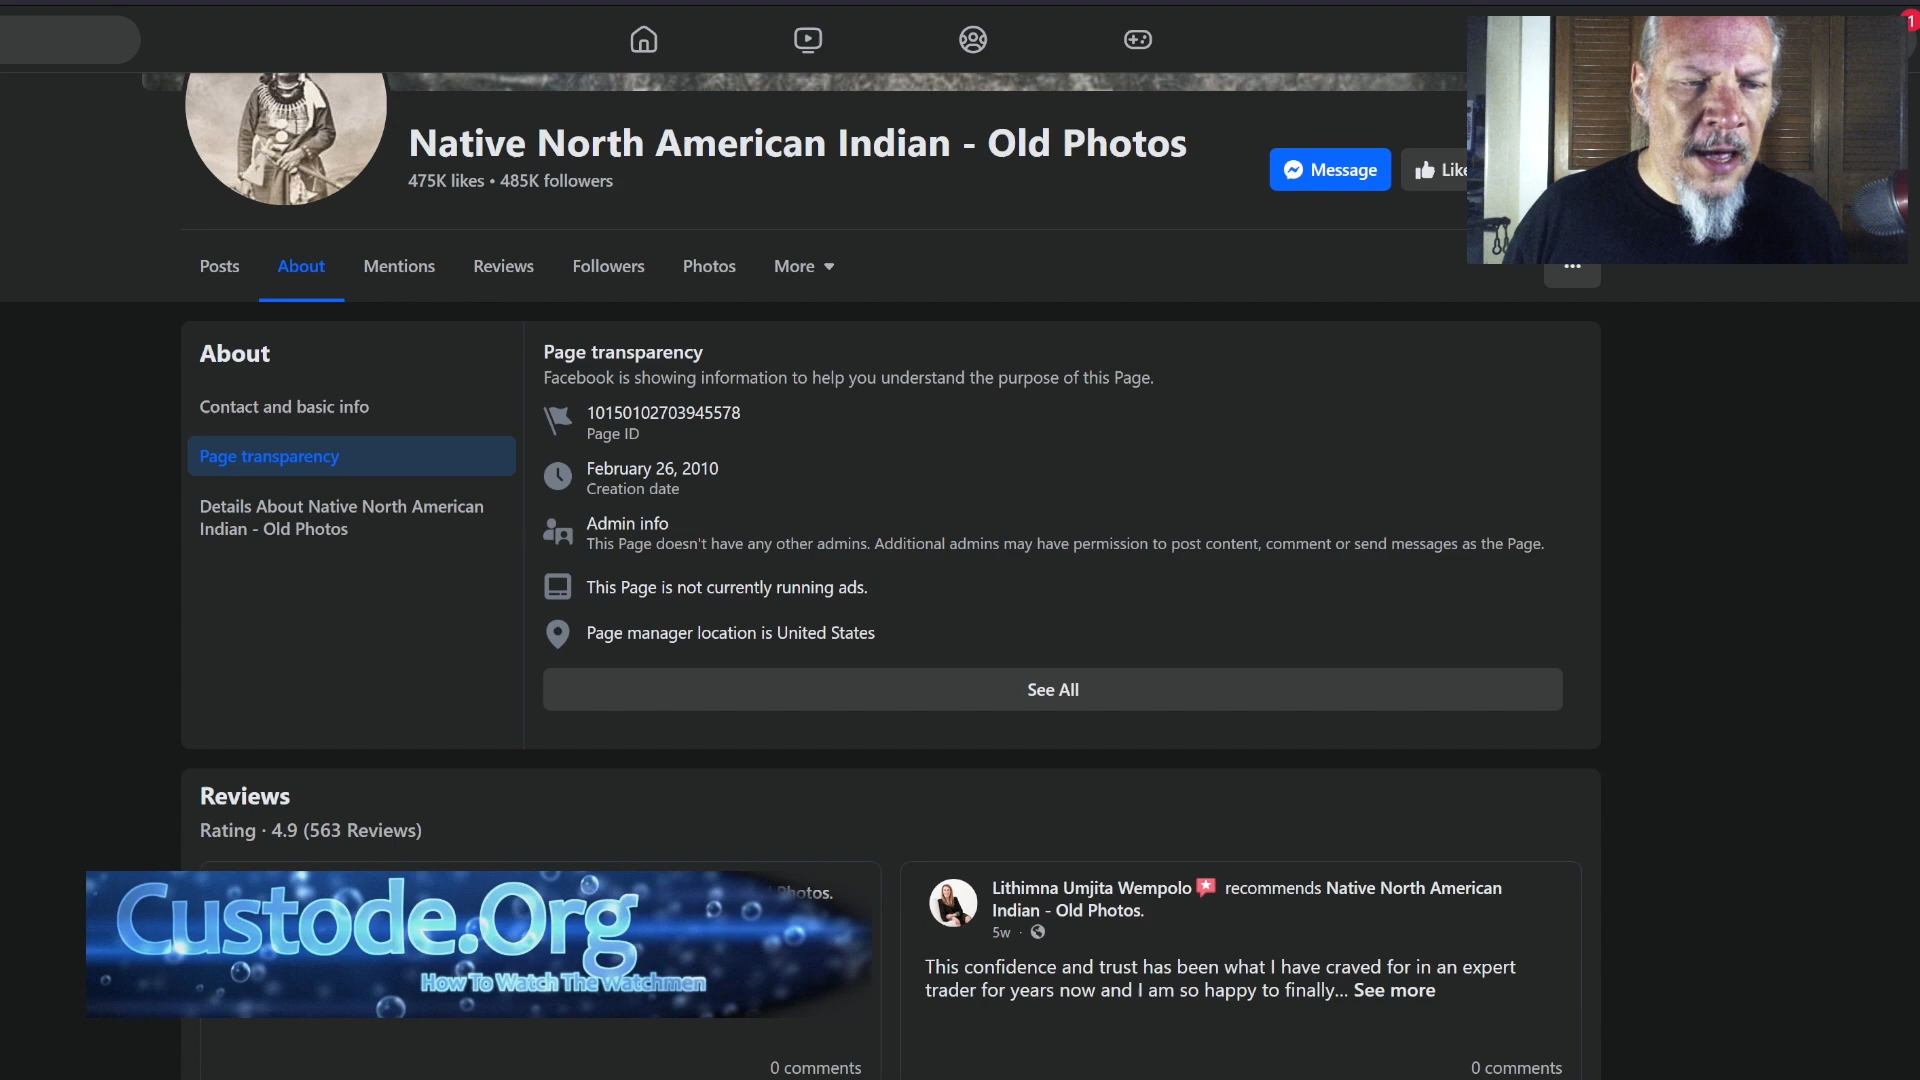 1
Native North American Indian - Old Photos
475K likes • 485K followers
Message
Like
Posts
About
Mentions
Reviews
Followers
Photos
More
About
Contact and basic info
Page transparency
Details About Native North American
Indian - Old Photos
Page transparency
Facebook is showing information to help you understand the purpose of this Page.
10150102703945578
Page ID
February 26, 2010
Creation date
Admin info
This Page doesn't have any other admins. Additional admins may have permission to post content, comment or send messages as the Page.
This Page is not currently running ads.
Page manager location is United States
See All
Reviews
Rating · 4.9 (563 Reviews)
Photos.
Custode.Org
How To Watch The Watchmen
0 comments
Lithimna Umjita Wempolo recommends Native North American
Indian - Old Photos.
5w ·
This confidence and trust has been what I have craved for in an expert
trader for years now and I am so happy to finally... See more
0 comments